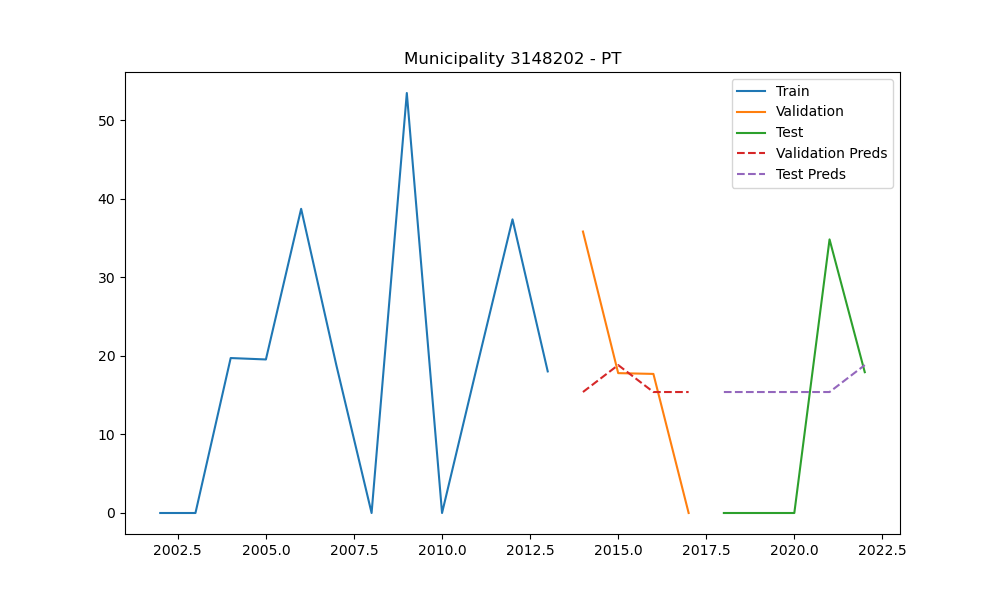 Municipality 3148202 - PT
Train
Validation
Test
Validation Preds
Test Preds
50
40
30
20
10
0
2002.5 2005.0 2007.5 2010.0 2012.5 2015.0 2017.5 2020.0 2022.5